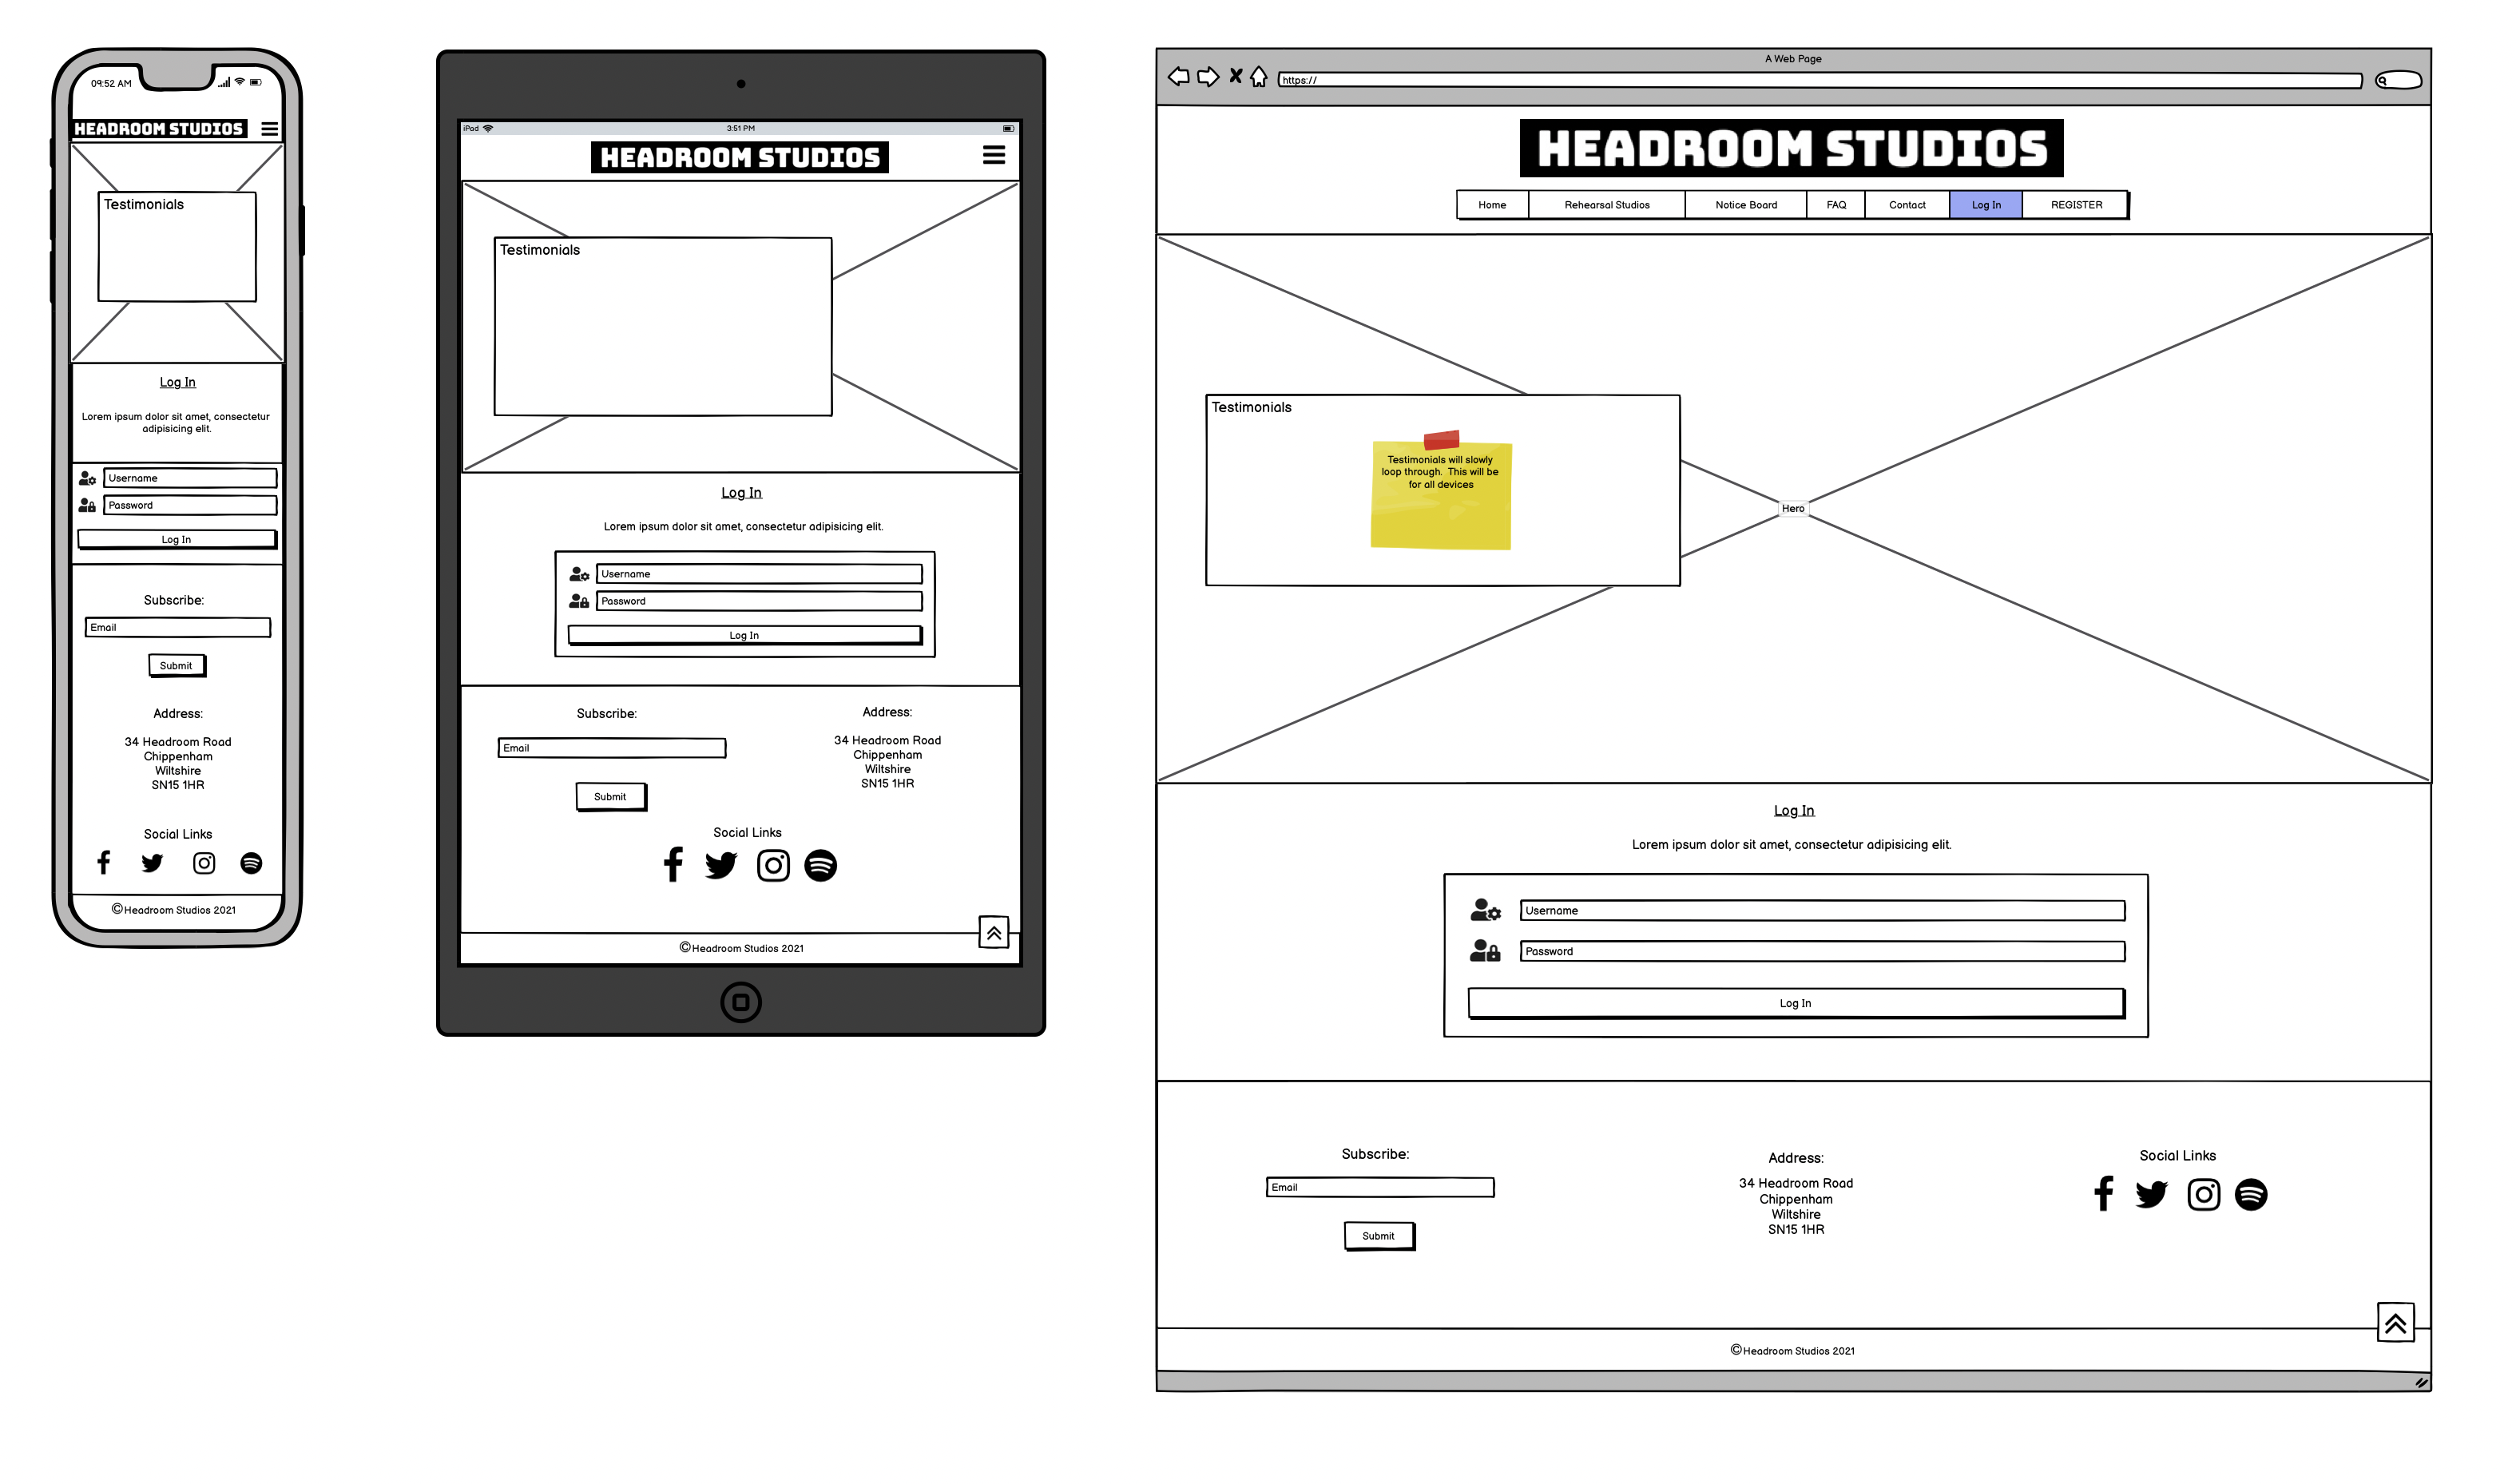 09:52 AM
HEADROOM STUDIOS
Testimonials
Log In
Lorem ipsum dolor sit amet, consectetur
adipisicing elit.
Username
Password
Log In
Subscribe:
Email
Submit
Address:
34 Headroom Road
Chippenham
Wiltshire
SN15 1HR
Social Links
©Headroom Studios 2021
iPad
3:51 PM
HEADROOM STUDIOS
Testimonials
Log In
Lorem ipsum dolor sit amet, consectetur adipisicing elit.
Username
Password
Log In
Subscribe:
Email
Submit
Address:
34 Headroom Road
Chippenham
Wiltshire
SN15 1HR
Social Links
©Headroom Studios 2021
A Web Page
https://
HEADROOM STUDIOS
Home Rehearsal Studios Notice Board FAQ Contact Log In REGISTER
Testimonials
Testimonials will slowly
loop through. This will be
for all devices
Hero
Log In
Lorem ipsum dolor sit amet, consectetur adipisicing elit.
Username
Password
Log In
Subscribe:
Email
Submit
Address:
34 Headroom Road
Chippenham
Wiltshire
SN15 1HR
Social Links
©Headroom Studios 2021